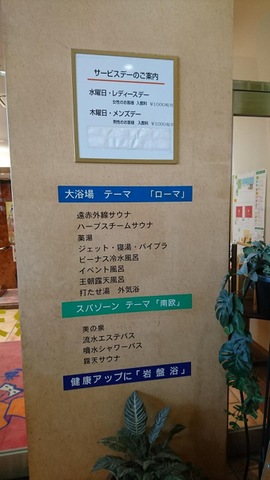 サービスデーのご案内
水曜日・レディースデー
女性のお客様 入館料 ¥1000
木曜日・メンズデー
男性のお客様 入館料 ¥1000
大浴場 テーマ 「ローマ」
遠赤外線サウナ
ハーブスチームサウナ
薬湯
ジェット・寝湯・バイブラ
ビーナス冷水風呂
イベント風呂
王朝露天風呂
打たせ湯 外気浴
スパゾーン テーマ「南欧」
美の泉
流水エステバス
噴水シャワーバス
露天サウナ
健康アップに「岩盤浴」